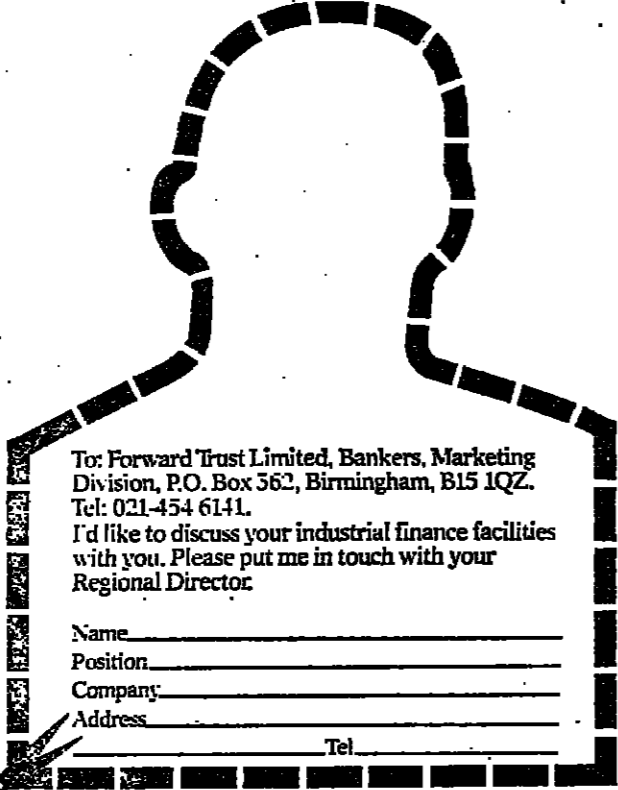 To: Forward Trust Limited, Bankers, Marketing
Division, P.O. Box 362, Birmingham, B15 1QZ.
Tel: 021-454 6141.
I'd like to discuss your industrial finance facilities
with you. Please put me in touch with your
Regional Director.
Name
Position
Company
Address
Tel